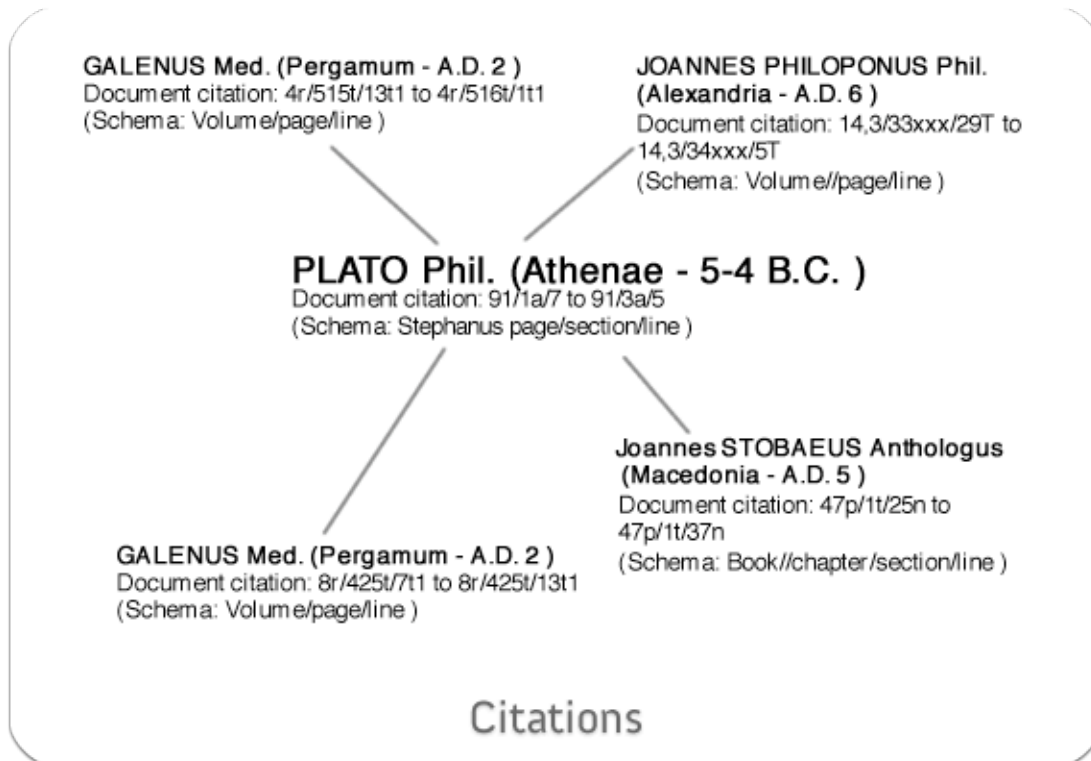 GALENUS Med. (Pergamum - A.D. 2 )
Document citation: 4r/515t/13t1 to 4r/516t/1t1
(Schema: Volume/page/line )
JOANNES PHILOPONUS Phil.
(Alexandria - A.D. 6 )
Document citation: 14,3/33xxx/29T to
14,3/34xxx/5T
(Schema: Volume//page/line )
PLATO Phil. (Athenae - 5-4 B.C. )
Document citation: 91/1a/7 to 91/3a/5
(Schema: Stephanus page/section/line )
GALENUS Med. (Pergamum - A.D. 2 )
Document citation: 8r/425t/7t1 to 8r/425t/13t1
(Schema: Volume/page/line )
Joannes STOBAEUS Anthologus
(Macedonia - A.D. 5 )
Document citation: 47p/1t/25n to
47p/1t/37n
(Schema: Book//chapter/section/line )
Citations